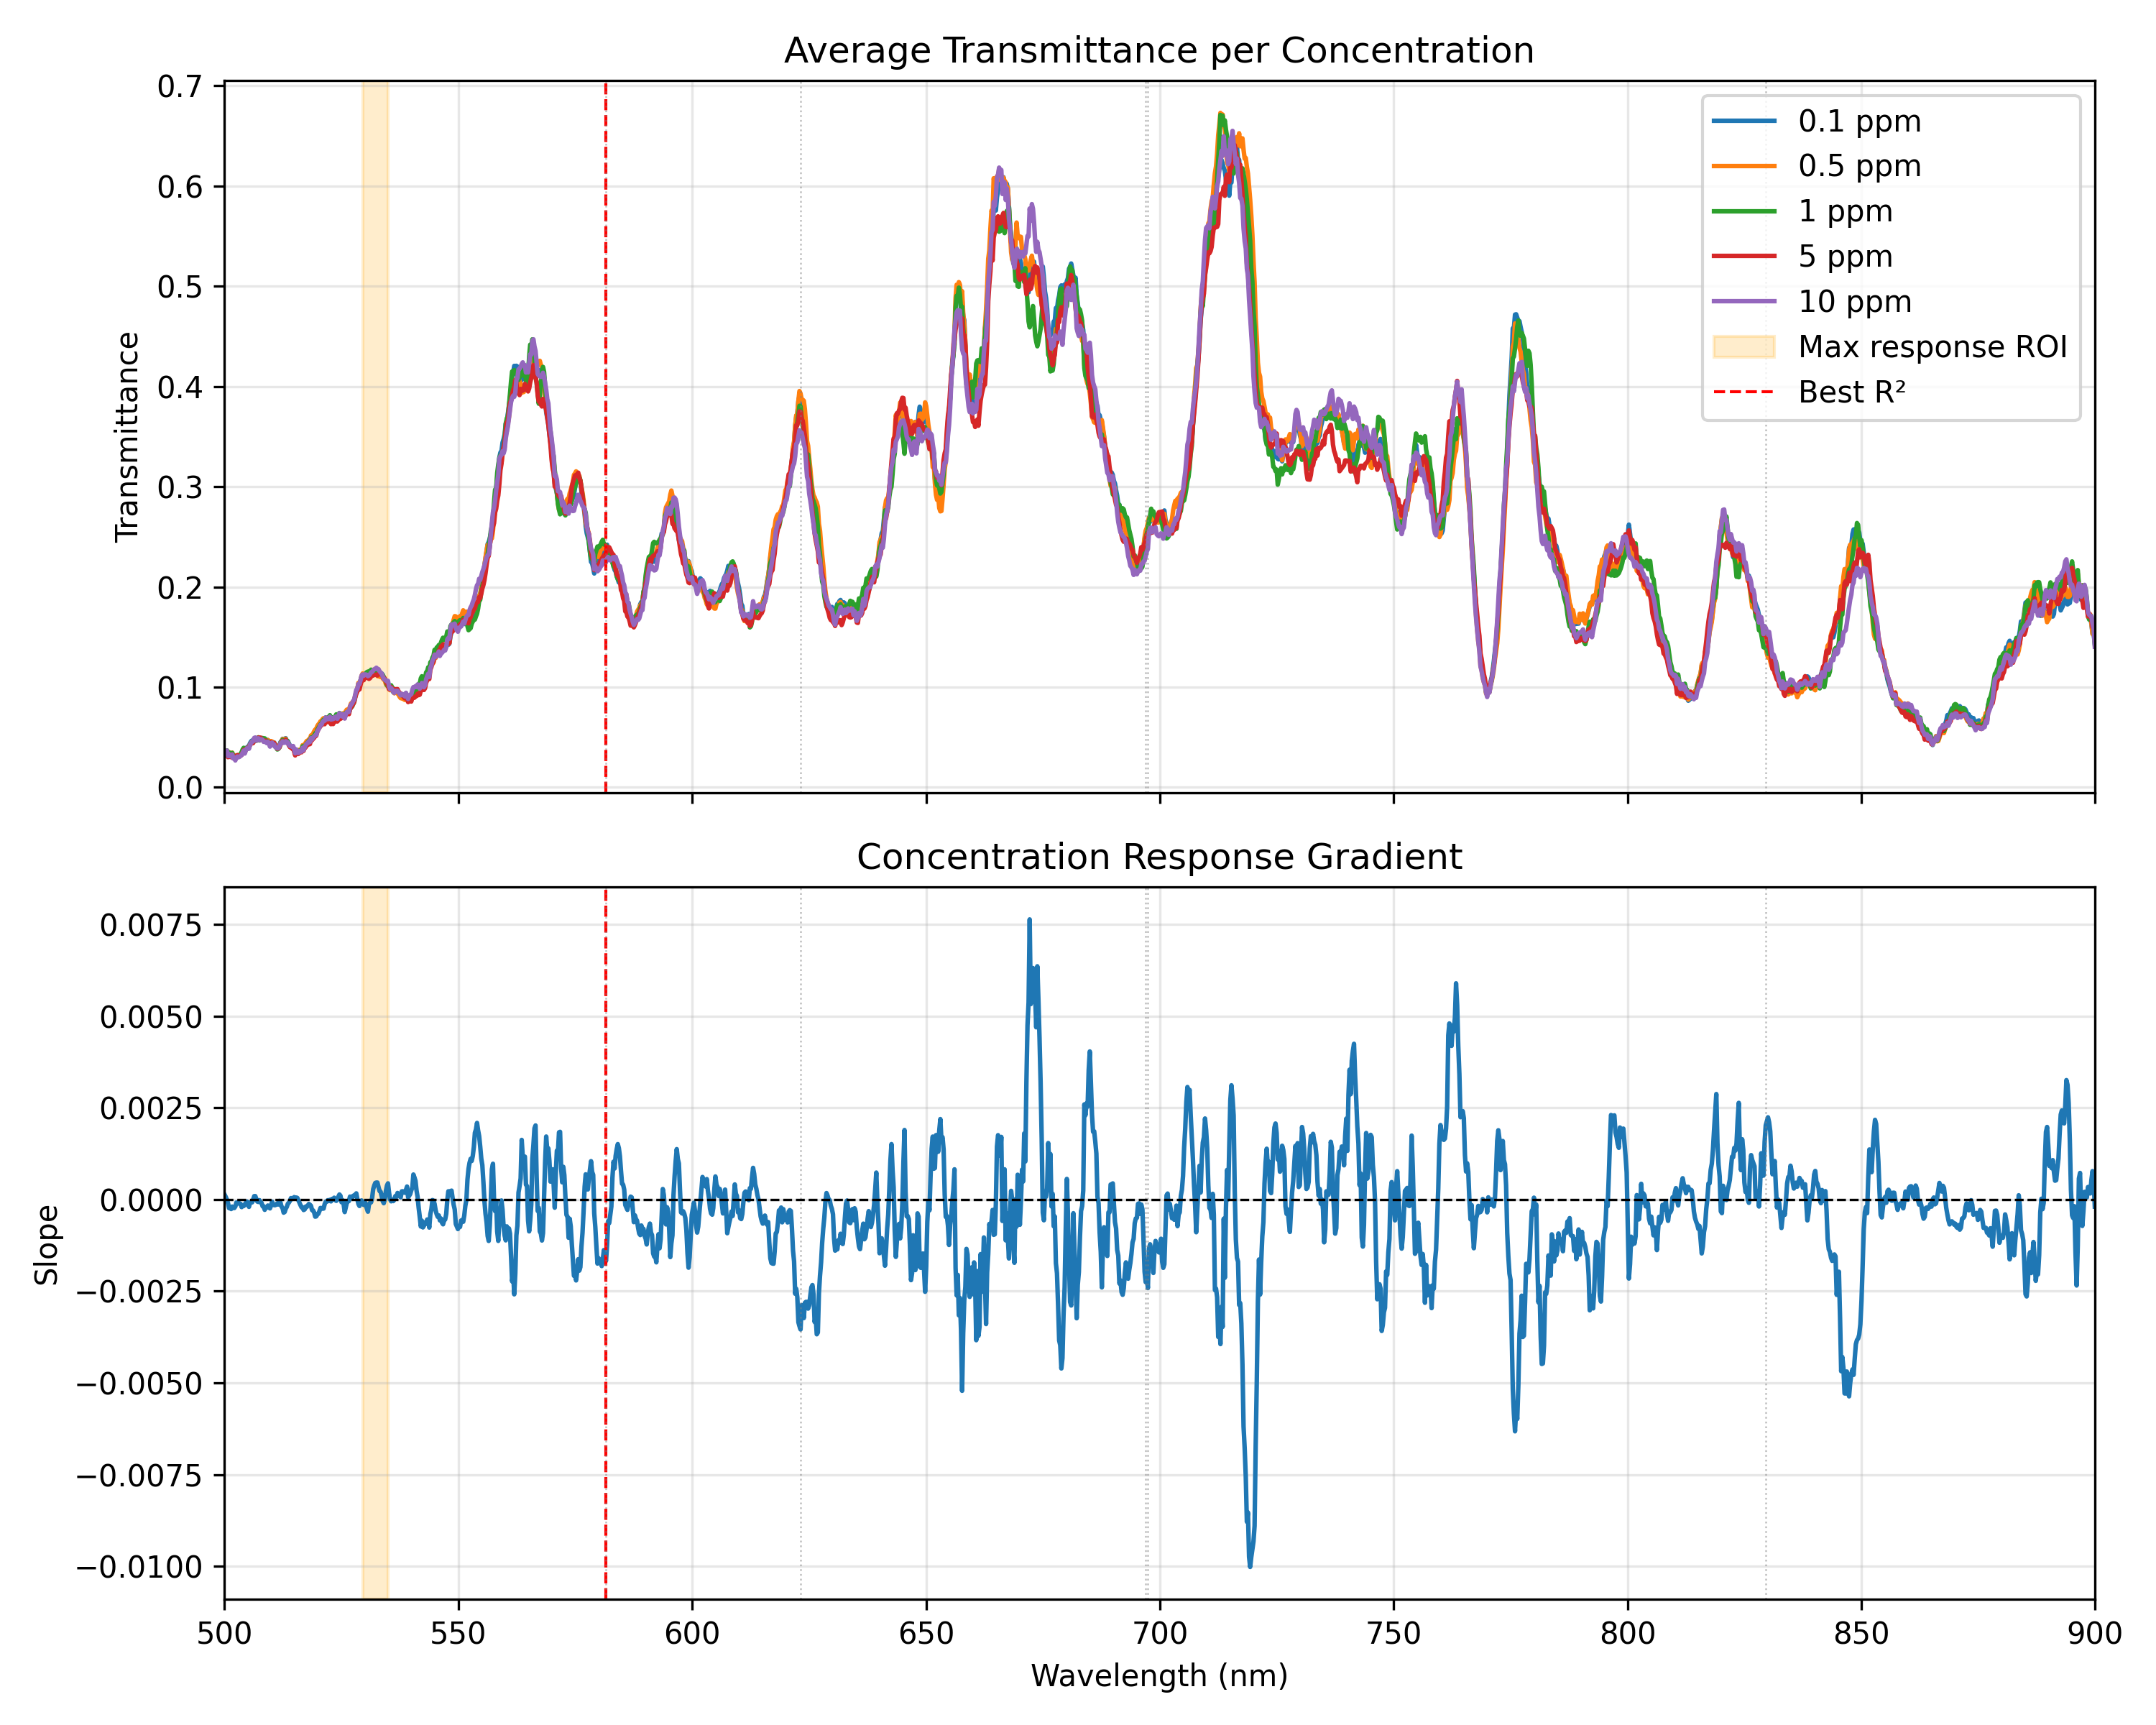 Average Transmittance per Concentration
Transmittance
0.7
0.6
0.5
0.4
0.3
0.2
0.1
0.0
0.1 ppm
0.5 ppm
1 ppm
5 ppm
10 ppm
Max response ROI
Best R²
Concentration Response Gradient
Slope
0.0075
0.0050
0.0025
0.0000
−0.0025
−0.0050
−0.0075
−0.0100
500 550 600 650 700 750 800 850 900
Wavelength (nm)